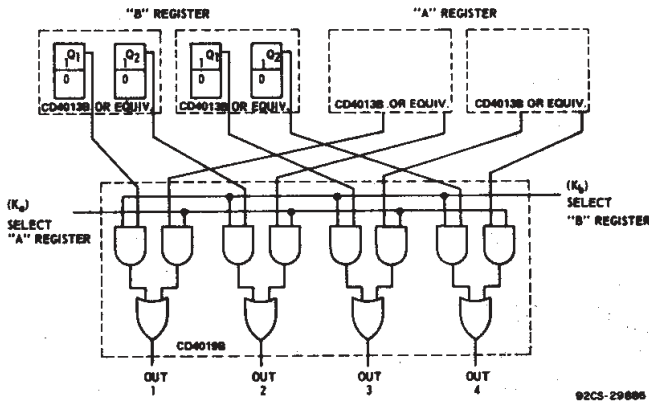 "B" REGISTER
"A" REGISTER
Q1
1
0
Q2
1
0
Q1
1
0
Q2
1
0
CD4013B OR EQUIV.
CD4013B OR EQUIV.
CD4013B OR EQUIV.
CD4013B OR EQUIV.
(Ka)
SELECT
"A" REGISTER
(Kb)
SELECT
"B" REGISTER
CD4019B
OUT
1
OUT
2
OUT
3
OUT
4
92CS-29886